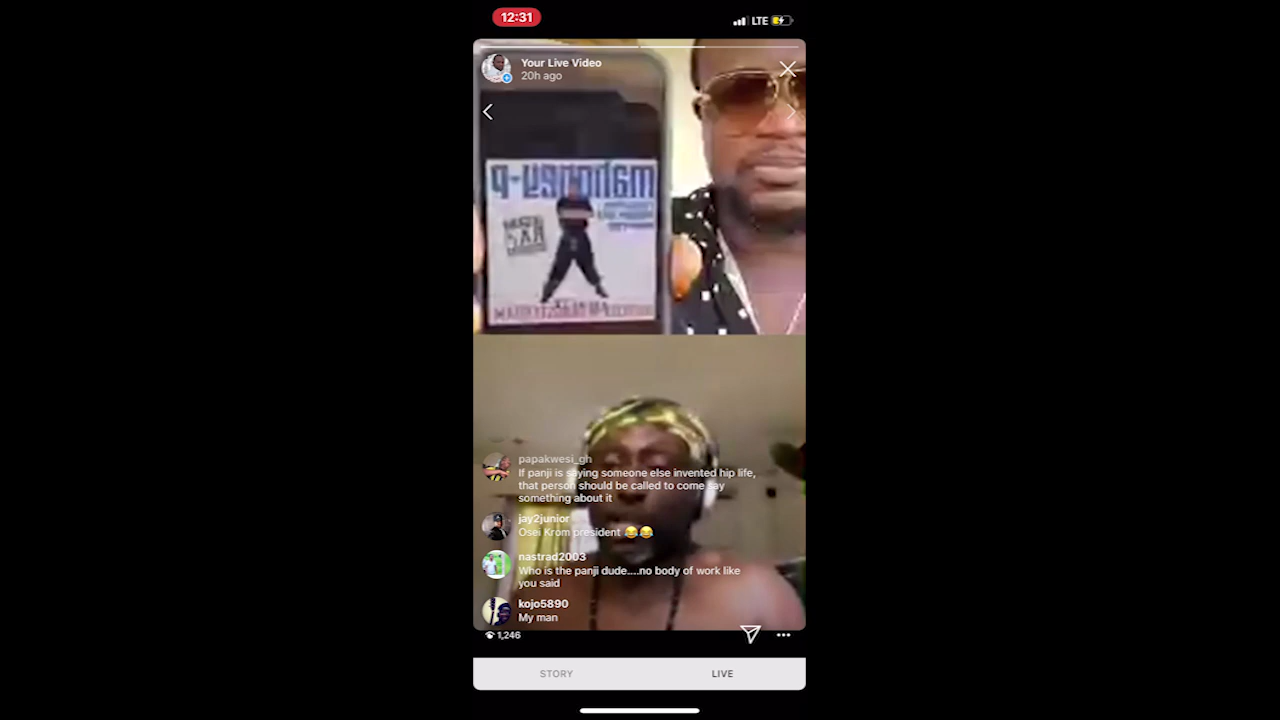 12:31
LTE
Your Live Video
20h ago
papakwesi_gh
If panji is saying someone else invented hip life,
that person should be called to come say
something about it
jay2junior
Osei Krom president 😂😂
nastrad2003
Who is the panji dude....no body of work like
you said
kojo5890
My man
1,246
STORY
LIVE